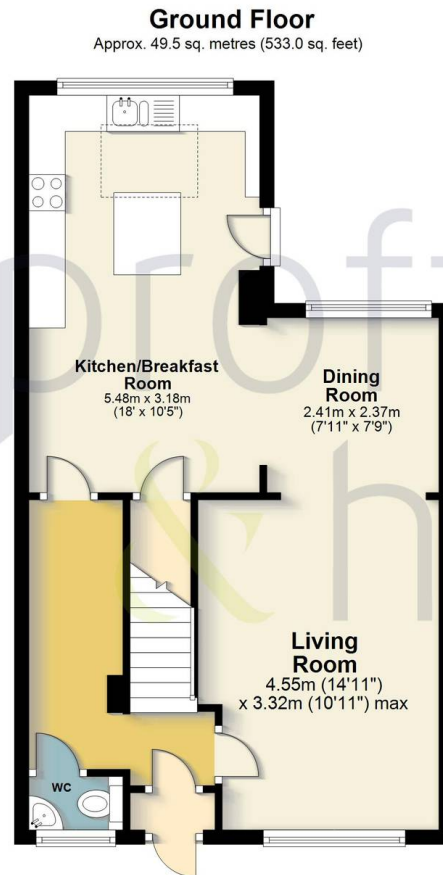 Ground Floor
Approx. 49.5 sq. metres (533.0 sq. feet)
Kitchen/Breakfast
Room
5.48m x 3.18m
(18' x 10'5")
Dining
Room
2.41m x 2.37m
(7'11" x 7'9")
Living
Room
4.55m (14'11")
x 3.32m (10'11") max
WC